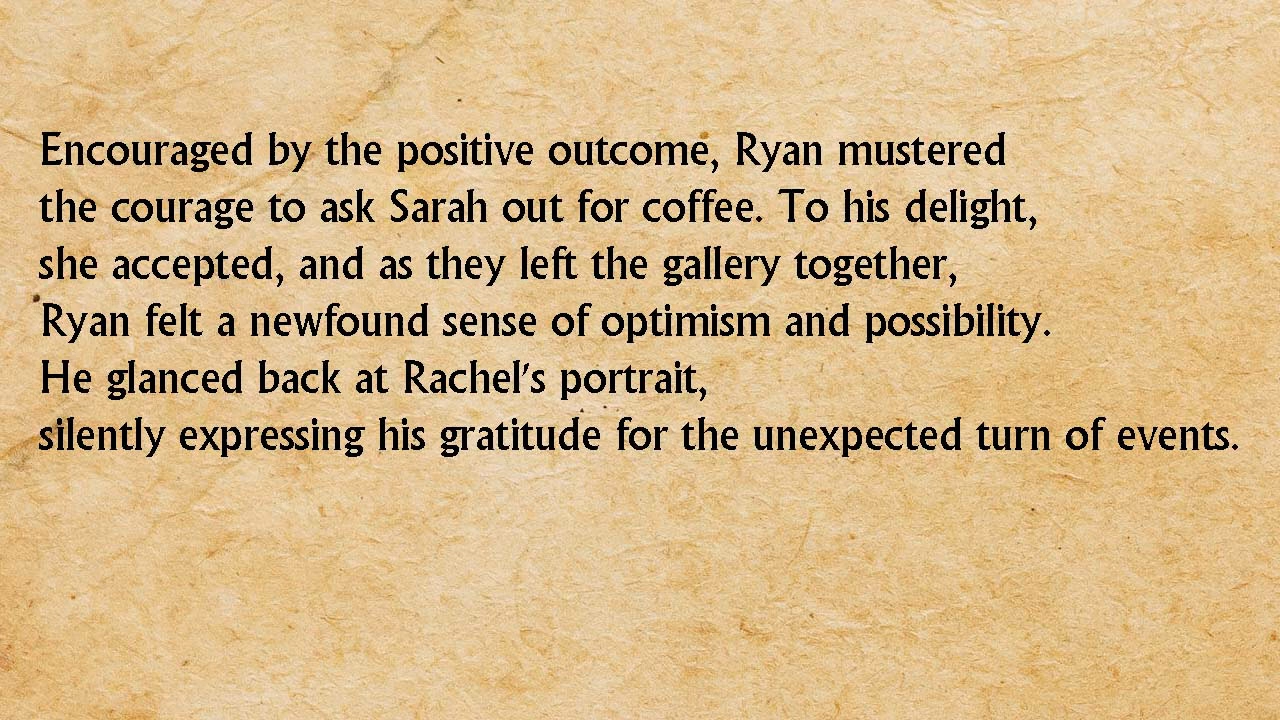 Encouraged by the positive outcome, Ryan mustered
the courage to ask Sarah out for coffee. To his delight,
she accepted, and as they left the gallery together,
Ryan felt a newfound sense of optimism and possibility.
He glanced back at Rachel's portrait,
silently expressing his gratitude for the unexpected turn of events.